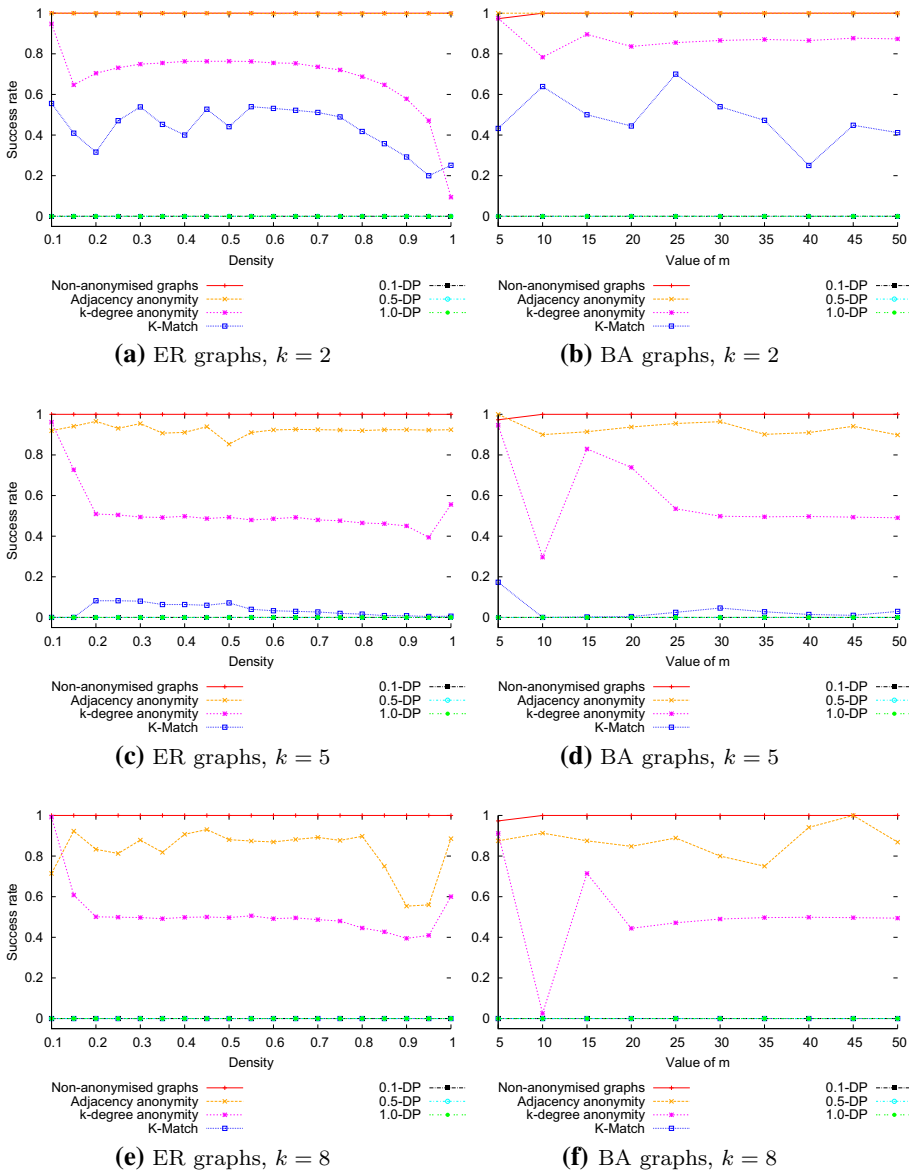 1
0.8
0.6
0.4
0.2
0
Success rate
0.1 0.2 0.3 0.4 0.5 0.6 0.7 0.8 0.9 1
Density
Non-anonymised graphs
Adjacency anonymity
k-degree anonymity
K-Match
0.1-DP
0.5-DP
1.0-DP
(a) ER graphs, k = 2
1
0.8
0.6
0.4
0.2
0
5 10 15 20 25 30 35 40 45 50
Value of m
Non-anonymised graphs
Adjacency anonymity
k-degree anonymity
K-Match
0.1-DP
0.5-DP
1.0-DP
(b) BA graphs, k = 2
1
0.8
0.6
0.4
0.2
0
Success rate
0.1 0.2 0.3 0.4 0.5 0.6 0.7 0.8 0.9 1
Density
Non-anonymised graphs
Adjacency anonymity
k-degree anonymity
K-Match
0.1-DP
0.5-DP
1.0-DP
(c) ER graphs, k = 5
1
0.8
0.6
0.4
0.2
0
5 10 15 20 25 30 35 40 45 50
Value of m
Non-anonymised graphs
Adjacency anonymity
k-degree anonymity
K-Match
0.1-DP
0.5-DP
1.0-DP
(d) BA graphs, k = 5
1
0.8
0.6
0.4
0.2
0
Success rate
0.1 0.2 0.3 0.4 0.5 0.6 0.7 0.8 0.9 1
Density
Non-anonymised graphs
Adjacency anonymity
k-degree anonymity
K-Match
0.1-DP
0.5-DP
1.0-DP
(e) ER graphs, k = 8
1
0.8
0.6
0.4
0.2
0
5 10 15 20 25 30 35 40 45 50
Value of m
Non-anonymised graphs
Adjacency anonymity
k-degree anonymity
K-Match
0.1-DP
0.5-DP
1.0-DP
(f) BA graphs, k = 8